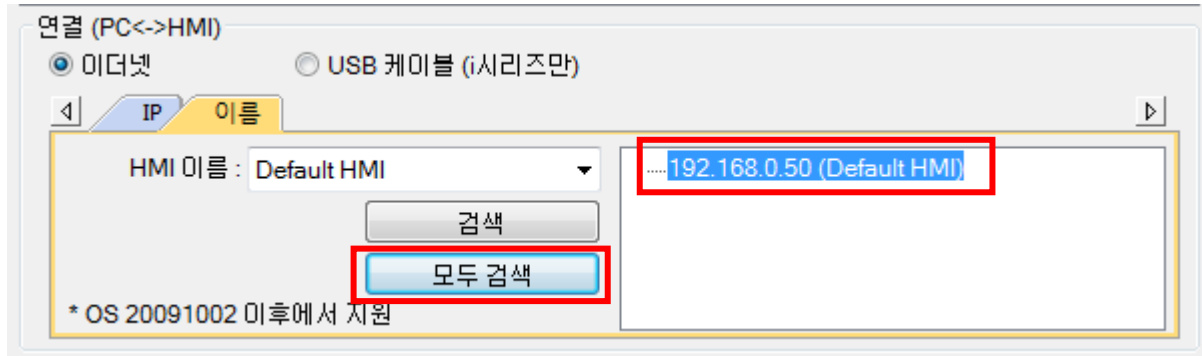 연결 (PC<->HMI)
이더넷 USB 케이블 (i시리즈만)
IP 이름
HMI 이름 : Default HMI
192.168.0.50 (Default HMI)
검색
모두 검색
* OS 20091002 이후에서 지원